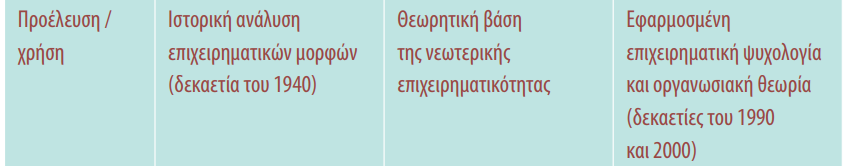 Προέλευση /
χρήση
Ιστορική ανάλυση
επιχειρηματικών μορφών
(δεκαετία του 1940)
Θεωρητική βάση
της νεωτερικής
επιχειρηματικότητας
Εφαρμοσμένη
επιχειρηματική ψυχολογία
και οργανωσιακή θεωρία
(δεκαετίες του 1990
και 2000)